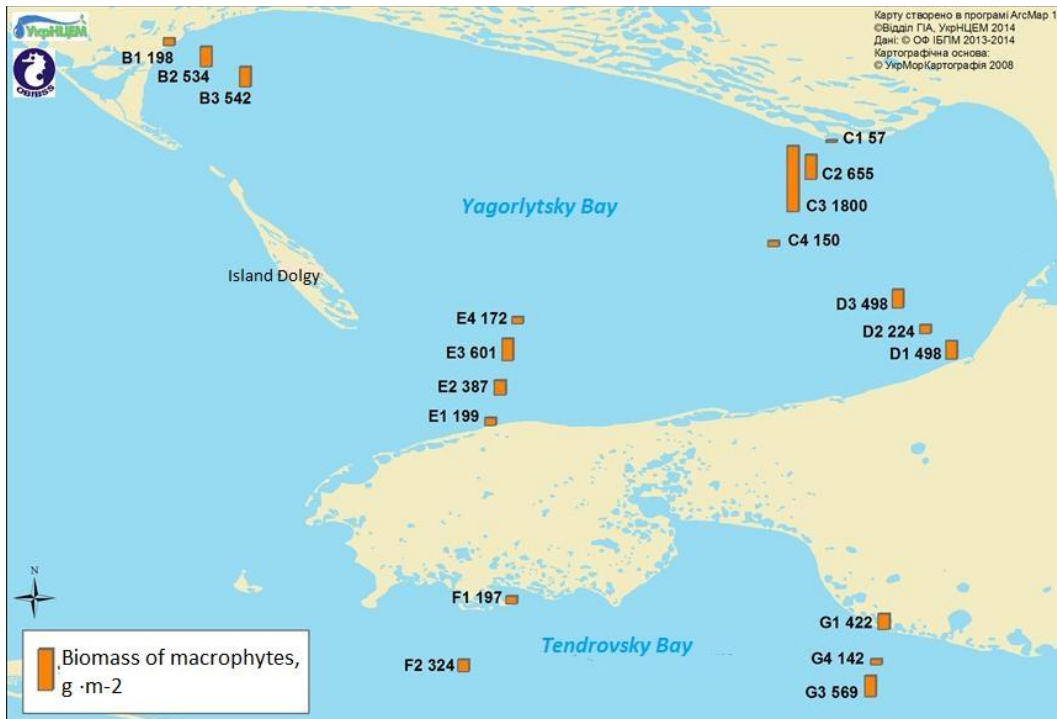 УкрНЦЕМ
OBIBSS
Карту створено в програмі ArcMap 1
©Відділ ГІА, УкрНЦЕМ 2014
Дані: © ОФ ІБПМ 2013-2014
Картографічна основа:
© УкрМорКартографія 2008
B1 198
B2 534
B3 542
C1 57
C2 655
C3 1800
C4 150
Yagorlytsky Bay
Island Dolgy
D3 498
D2 224
D1 498
E4 172
E3 601
E2 387
E1 199
N
F1 197
F2 324
Tendrovsky Bay
G1 422
G4 142
G3 569
Biomass of macrophytes,
g ·m-2